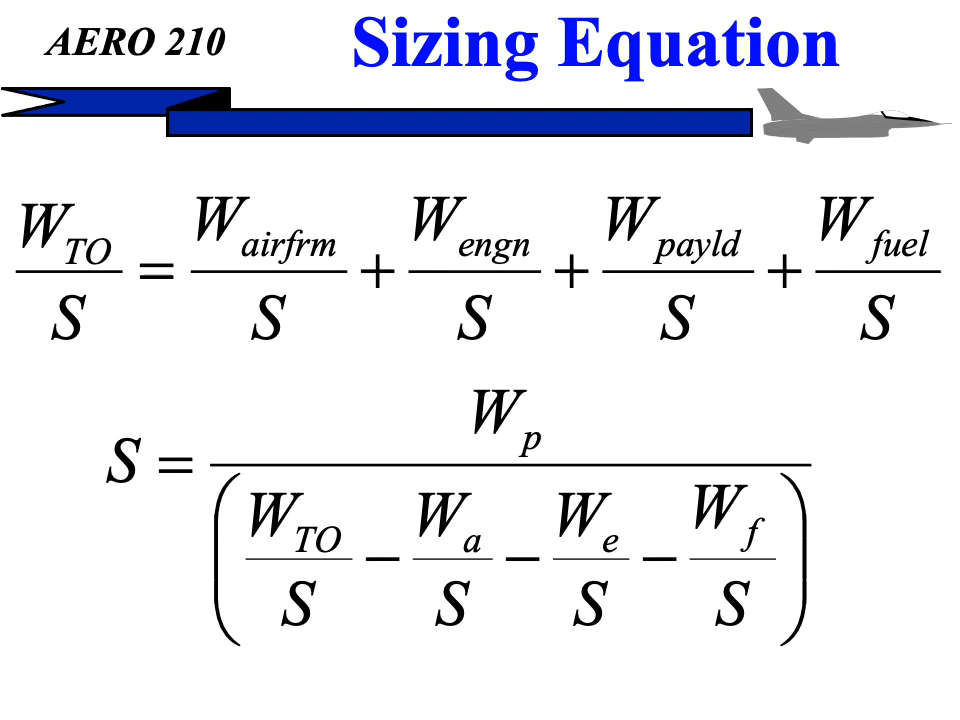 AERO 210
Sizing Equation
W_TO/S = W_airfrm/S + W_engn/S + W_payld/S + W_fuel/S
S = W_p/(W_TO/S − W_a/S − W_e/S − W_f/S)